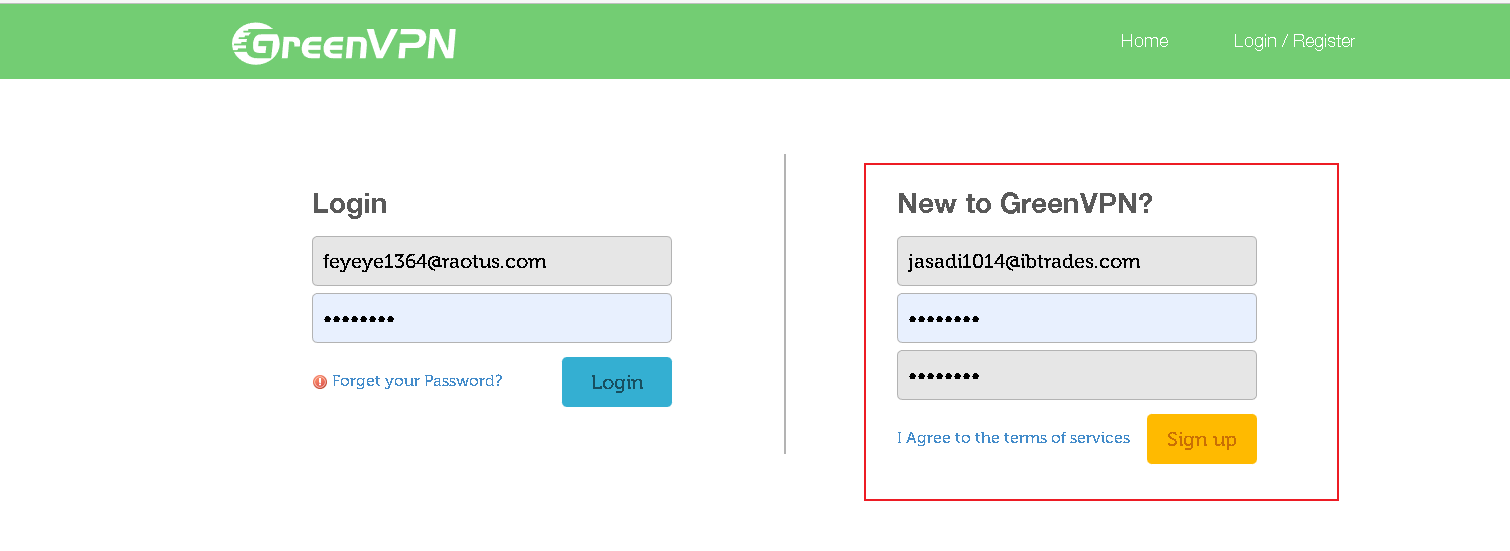 GreenVPN
Home
Login / Register
Login
feyeye1364@raotus.com
••••••••
Forget your Password?
Login
New to GreenVPN?
jasadi1014@ibtrades.com
••••••••
••••••••
I Agree to the terms of services
Sign up